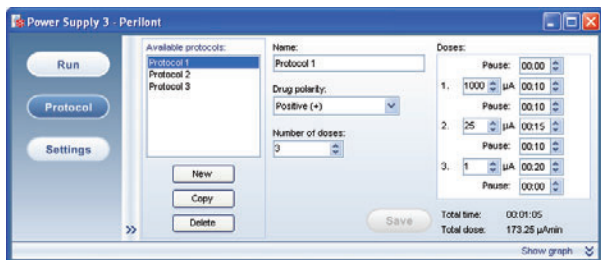 Power Supply 3 - Perilont
Run
Protocol
Settings
Available protocols:
Protocol 1
Protocol 2
Protocol 3
New
Copy
Delete
Name:
Protocol 1
Drug polarity:
Positive (+)
Number of doses:
3
Save
Doses:
Pause: 00:00
1. 1000 µA 00:10
Pause: 00:10
2. 25 µA 00:15
Pause: 00:10
3. 1 µA 00:20
Pause: 00:00
Total time: 00:01:05
Total dose: 173.25 µAmin
Show graph